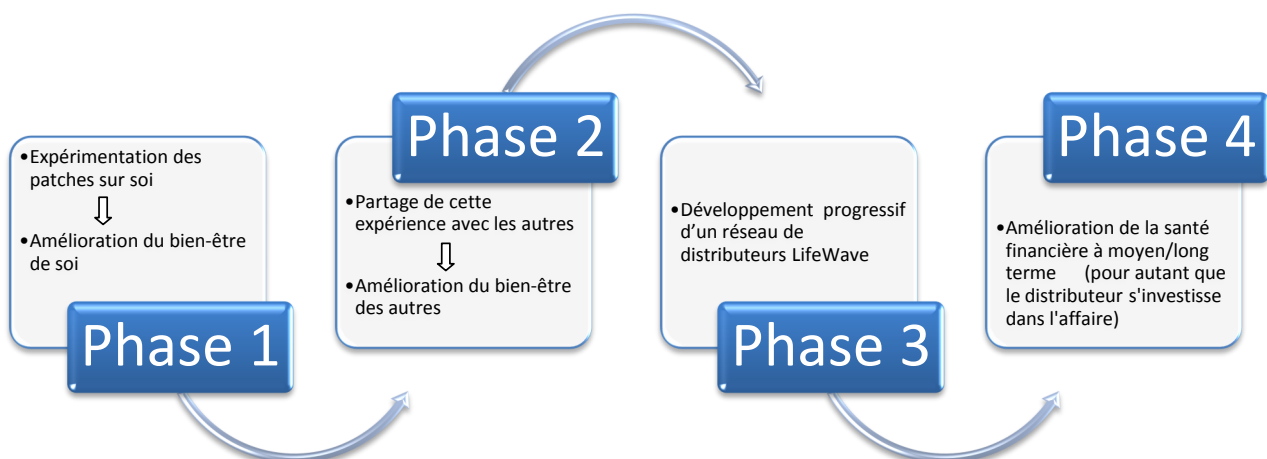 •Expérimentation des
patches sur soi
•Amélioration du bien-être
de soi
Phase 1
Phase 2
•Partage de cette
expérience avec les autres
•Amélioration du bien-être
des autres
•Développement progressif
d’un réseau de
distributeurs LifeWave
Phase 3
Phase 4
•Amélioration de la santé
financière à moyen/long
terme (pour autant que
le distributeur s'investisse
dans l'affaire)